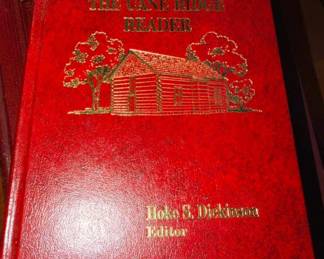 THE CANE RIDGE
READER
Hoke S. Dickinson
Editor